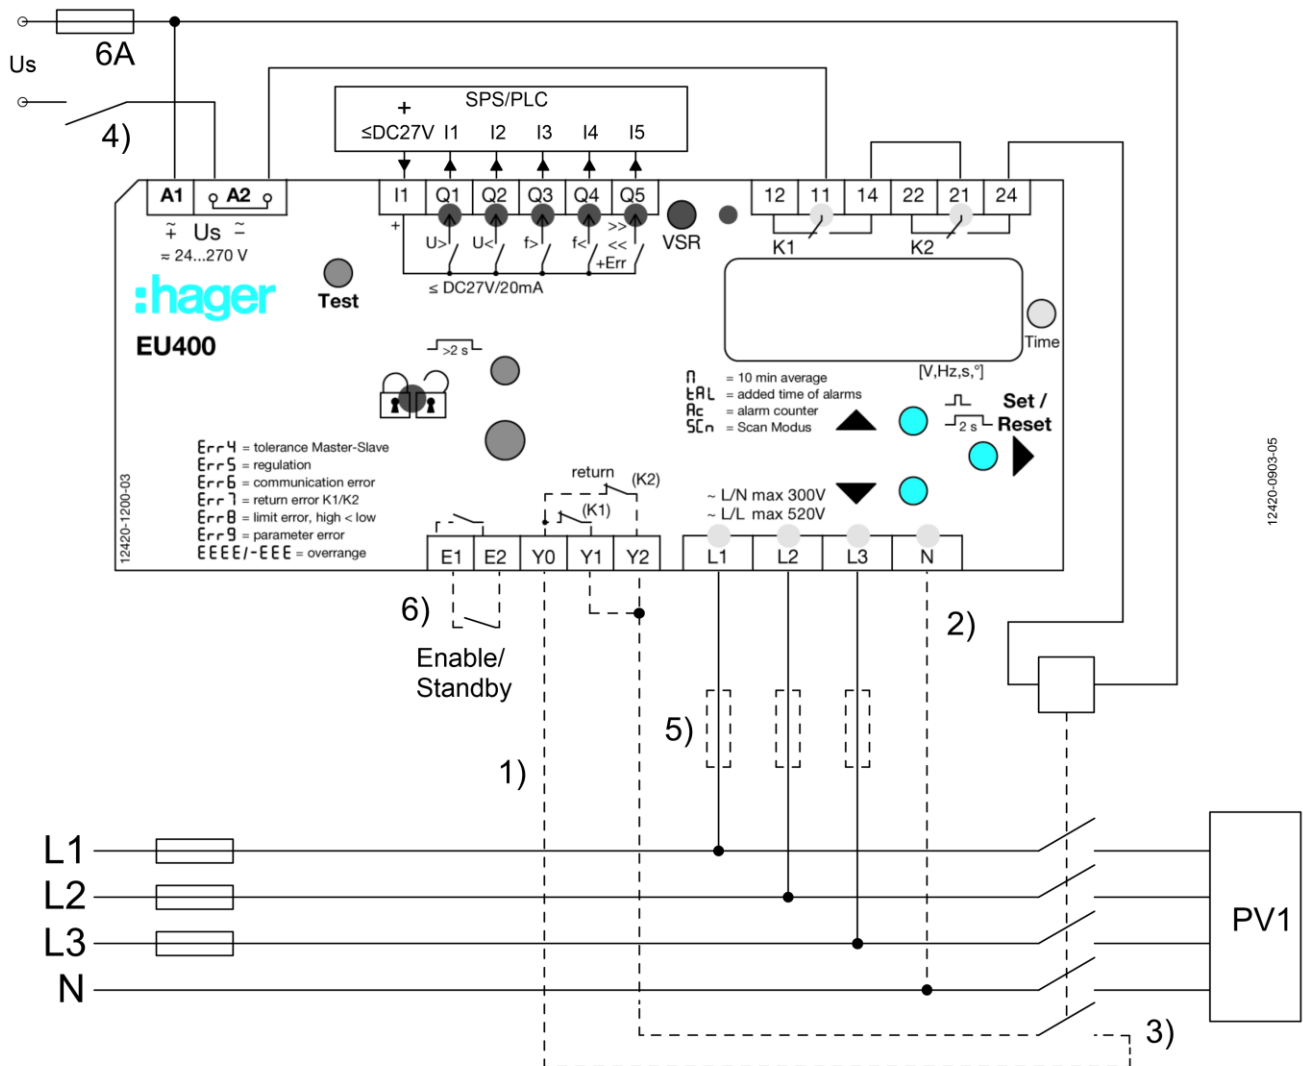 6A
Us
4)
SPS/PLC
+
≤DC27V I1 I2 I3 I4 I5
A1 A2
I1 Q1 Q2 Q3 Q4 Q5
12 11 14 22 21 24
~ + Us ~ −
≂ 24...270 V
+
U> U< f> f< >> << +Err
VSR
K1 K2
≤ DC27V/20mA
:hager
Test
EU400
Time
>2 s
[V,Hz,s,°]
n = 10 min average
tAL = added time of alarms
Ac = alarm counter
SCn = Scan Modus
Set /
Reset
2 s
Err4 = tolerance Master-Slave
Err5 = regulation
Err6 = communication error
Err7 = return error K1/K2
Err8 = limit error, high < low
Err9 = parameter error
EEEE/-EEE = overrange
12420-1200-03
12420-0903-05
return
(K2)
(K1)
~ L/N max 300V
~ L/L max 520V
E1 E2 Y0 Y1 Y2
L1 L2 L3 N
6)
Enable/
Standby
2)
5)
1)
L1
L2
L3
N
PV1
3)